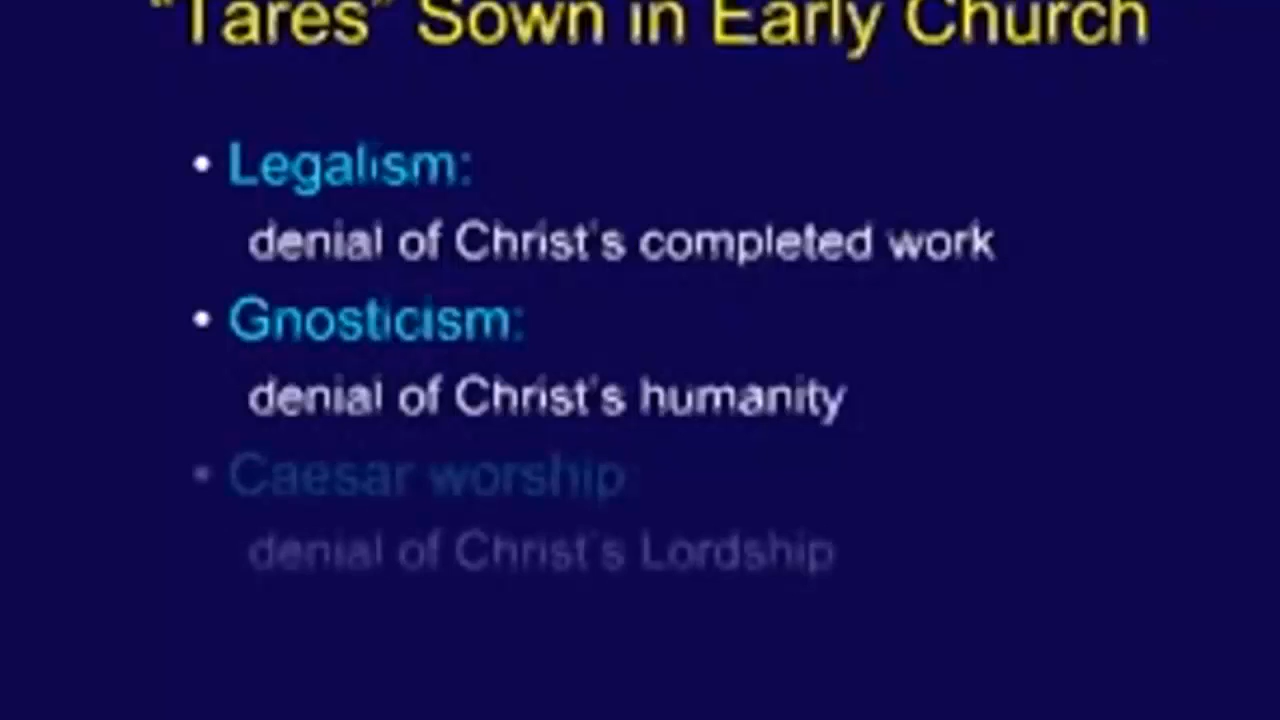 "Tares" Sown in Early Church
• Legalism:
denial of Christ's completed work
• Gnosticism:
denial of Christ's humanity
• Caesar worship:
denial of Christ's Lordship